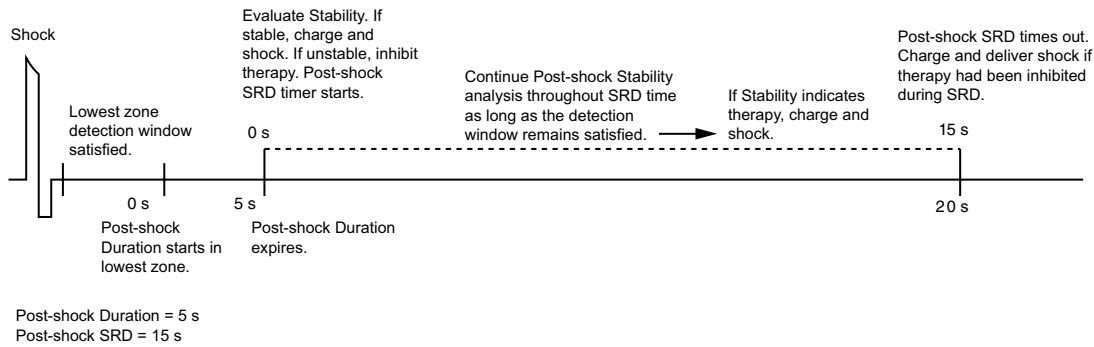 Shock
Evaluate Stability. If
stable, charge and
shock. If unstable, inhibit
therapy. Post-shock
SRD timer starts.
Post-shock SRD times out.
Charge and deliver shock if
therapy had been inhibited
during SRD.
Continue Post-shock Stability
analysis throughout SRD time
as long as the detection
window remains satisfied.
If Stability indicates
therapy, charge and
shock.
Lowest zone
detection window
satisfied.
0 s
15 s
0 s
5 s
20 s
Post-shock
Duration starts in
lowest zone.
Post-shock Duration
expires.
Post-shock Duration = 5 s
Post-shock SRD = 15 s